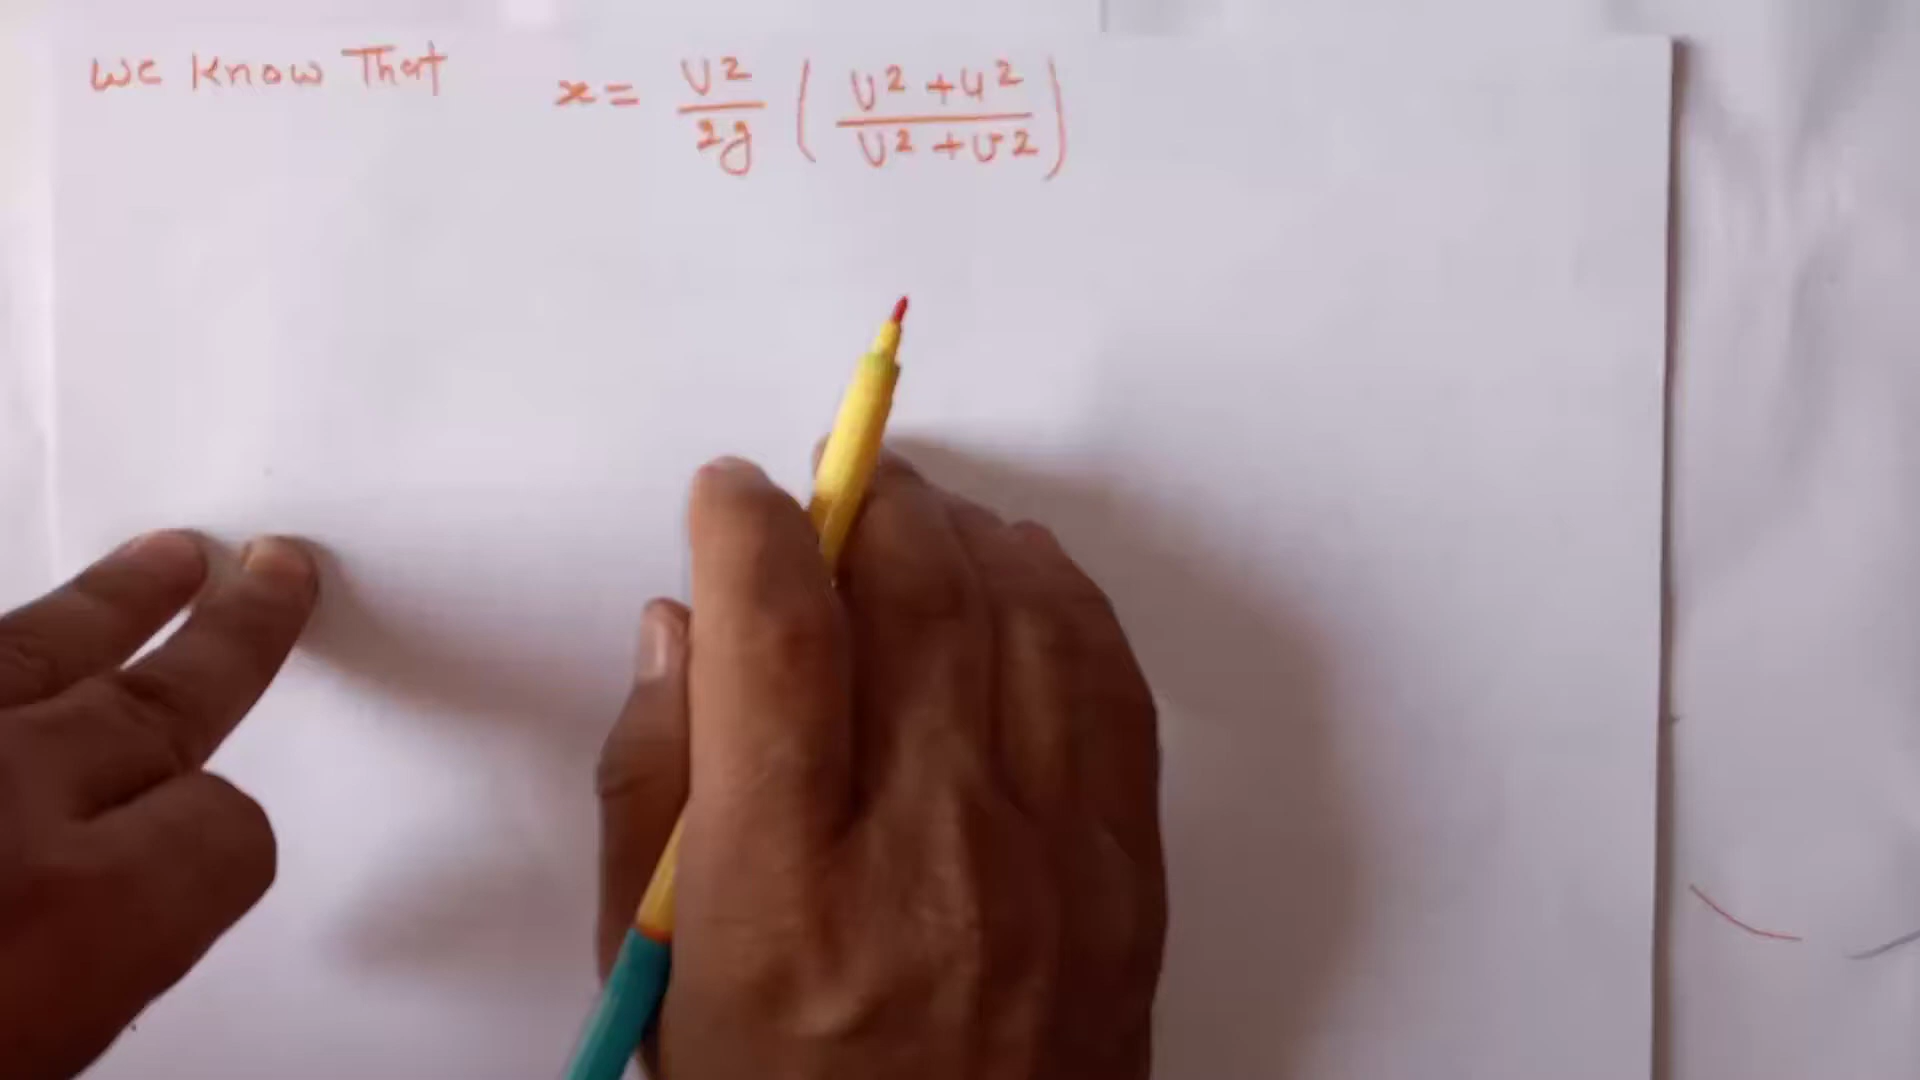 We know That x = V²/2g ( V² + u² / V² + v² )